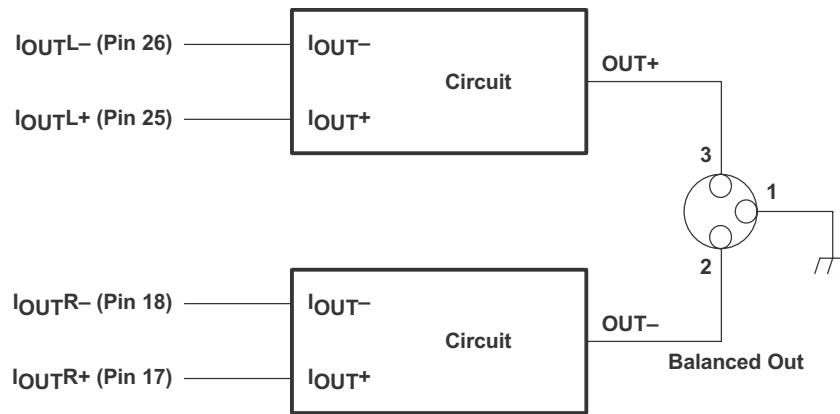 IOUTL– (Pin 26)
IOUT–
Circuit
OUT+
IOUTL+ (Pin 25)
IOUT+
3
1
2
IOUTR– (Pin 18)
IOUT–
Circuit
OUT–
Balanced Out
IOUTR+ (Pin 17)
IOUT+